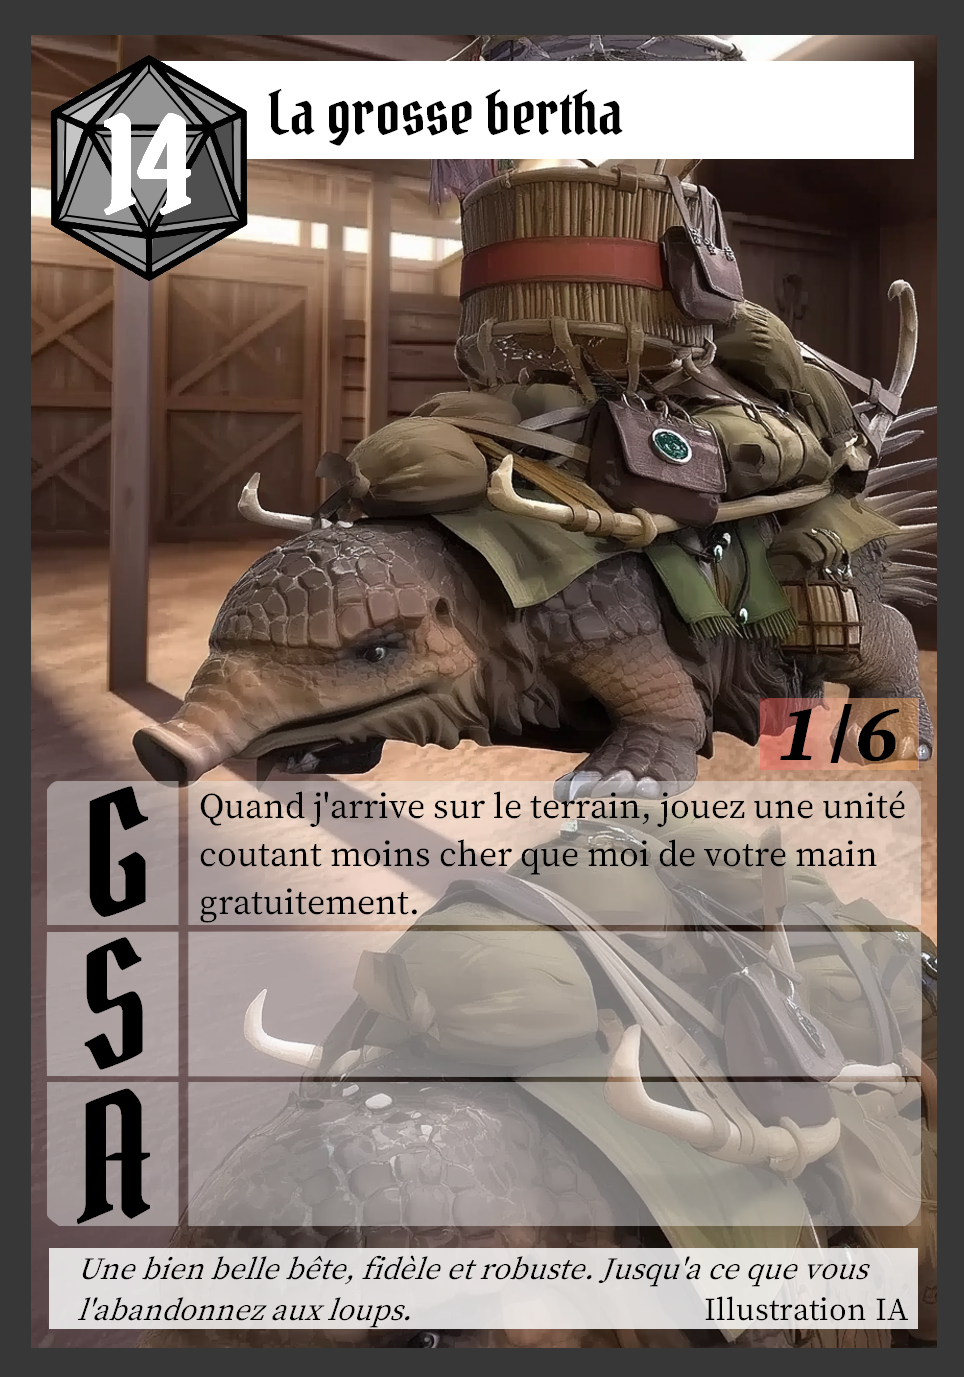 14
La grosse bertha
1/6
G
Quand j'arrive sur le terrain, jouez une unité
coutant moins cher que moi de votre main
gratuitement.
S
A
Une bien belle bête, fidèle et robuste. Jusqu'a ce que vous
l'abandonnez aux loups.
Illustration IA